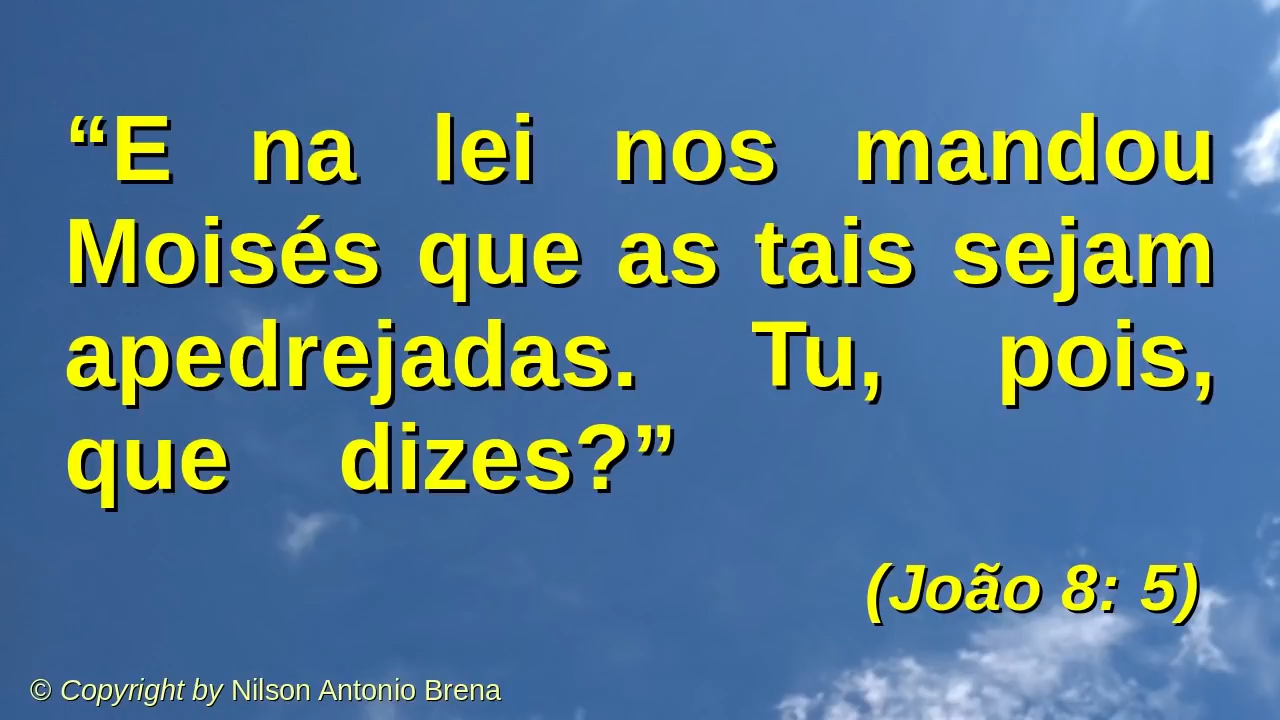 “E na lei nos mandou
Moisés que as tais sejam
apedrejadas. Tu, pois,
que dizes?”
(João 8: 5)
© Copyright by Nilson Antonio Brena